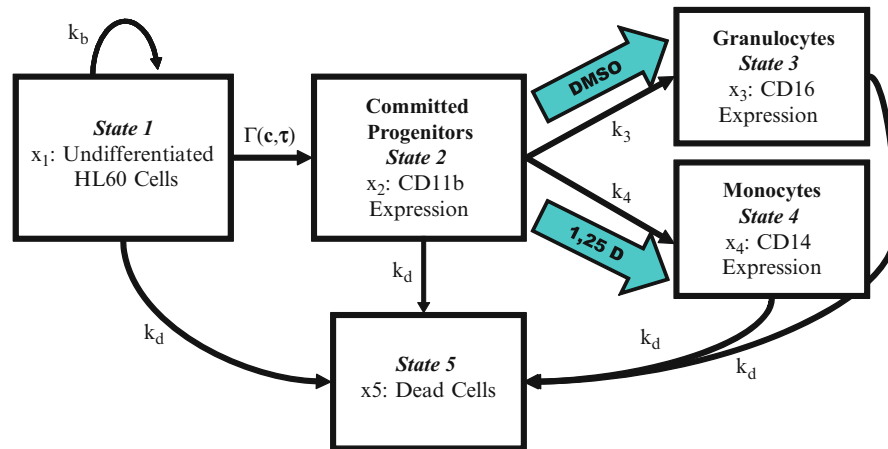 k_b
State 1
x_1: Undifferentiated
HL60 Cells
Γ(c,τ)
Committed
Progenitors
State 2
x_2: CD11b
Expression
DMSO
k_3
k_4
1,25 D
Granulocytes
State 3
x_3: CD16
Expression
Monocytes
State 4
x_4: CD14
Expression
k_d
k_d
k_d
k_d
State 5
x5: Dead Cells